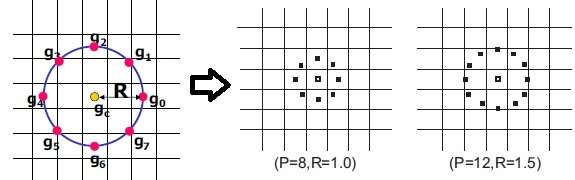 g2
g3 g1
R
g4 gc g0
g5 g7
g6
(P=8,R=1.0)
(P=12,R=1.5)